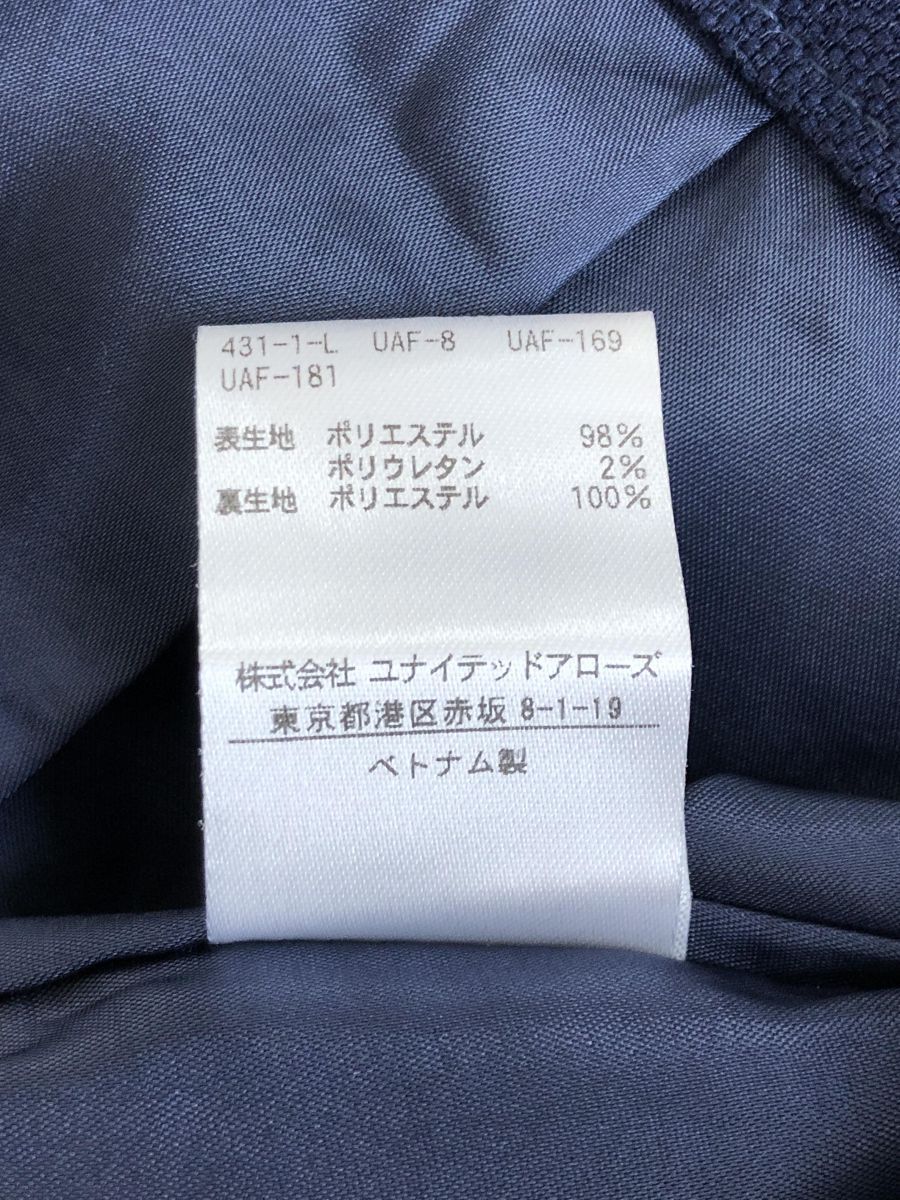 431-1-L UAF-8 UAF-169
UAF-181
表生地 ポリエステル 98%
ポリウレタン 2%
裏生地 ポリエステル 100%
株式会社 ユナイテッドアローズ
東京都港区赤坂 8-1-19
ベトナム製